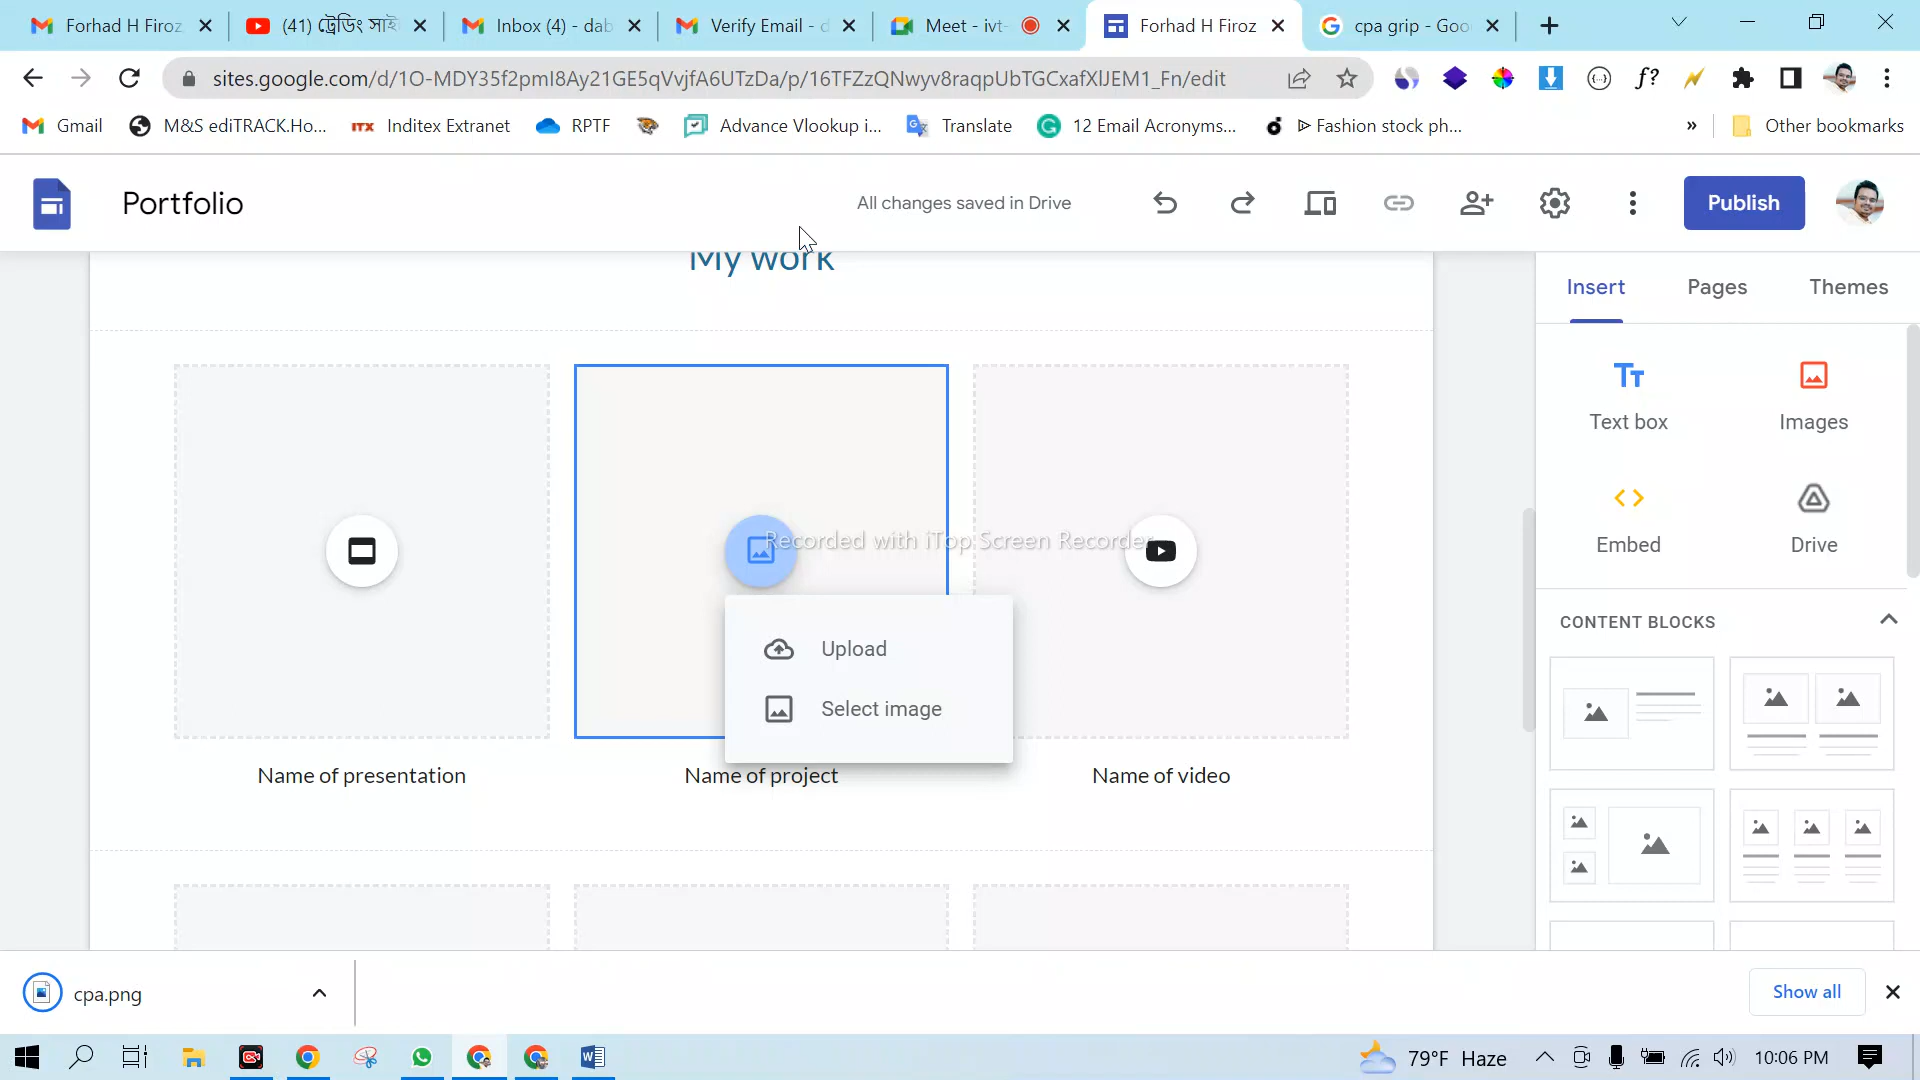 Forhad H Firoz
(41) ট্রেডিং সাই
Inbox (4) - dab
Verify Email - d
Meet - ivt-
Forhad H Firoz
cpa grip - Goo
sites.google.com/d/1O-MDY35f2pmI8Ay21GE5qVvjfA6UTzDa/p/16TFZzQNwyv8raqpUbTGCxafXlJEM1_Fn/edit
f?
Gmail
M&S ediTRACK.Ho...
ITX
Inditex Extranet
RPTF
Advance Vlookup i...
Translate
12 Email Acronyms...
Fashion stock ph...
»
Other bookmarks
Portfolio
All changes saved in Drive
Publish
My work
Insert
Pages
Themes
Text box
Images
Embed
Drive
CONTENT BLOCKS
Recorded with iTop Screen Recorder
Upload
Select image
Name of presentation
Name of project
Name of video
cpa.png
Show all
79°F Haze
10:06 PM